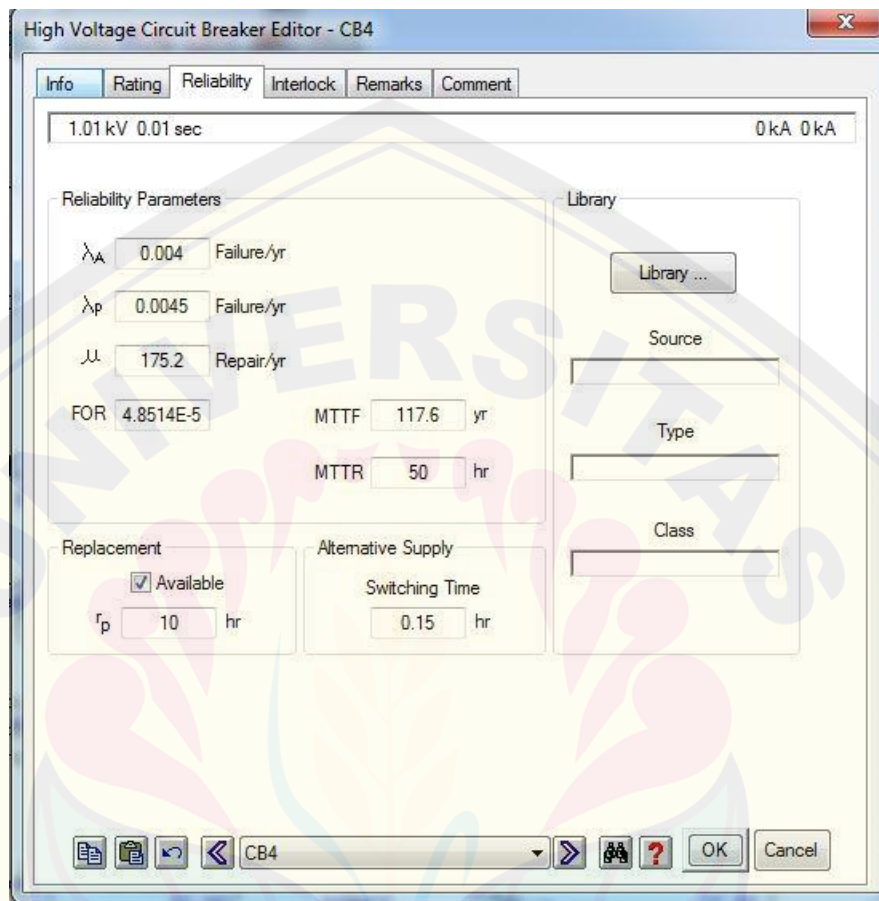 High Voltage Circuit Breaker Editor - CB4
Info Rating Reliability Interlock Remarks Comment
1.01 kV 0.01 sec 0 kA 0 kA
Reliability Parameters
λA 0.004 Failure/yr
λP 0.0045 Failure/yr
μ 175.2 Repair/yr
FOR 4.8514E-5 MTTF 117.6 yr
MTTR 50 hr
Library
Library ...
Source
Type
Class
Replacement
Available
rp 10 hr
Alternative Supply
Switching Time
0.15 hr
CB4
?
OK
Cancel
UNIVERSITAS